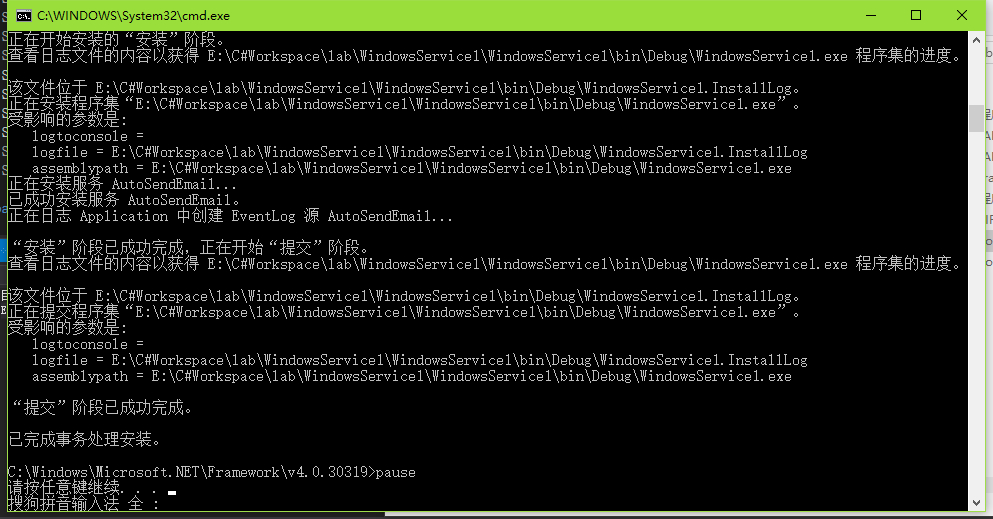 C:\WINDOWS\System32\cmd.exe
正在开始安装的“安装”阶段。
查看日志文件的内容以获得 E:\C#Workspace\lab\WindowsService1\WindowsService1\bin\Debug\WindowsService1.exe 程序集的进度。
该文件位于 E:\C#Workspace\lab\WindowsService1\WindowsService1\bin\Debug\WindowsService1.InstallLog。
正在安装程序集“E:\C#Workspace\lab\WindowsService1\WindowsService1\bin\Debug\WindowsService1.exe”。
受影响的参数是:
logtoconsole =
logfile = E:\C#Workspace\lab\WindowsService1\WindowsService1\bin\Debug\WindowsService1.InstallLog
assemblypath = E:\C#Workspace\lab\WindowsService1\WindowsService1\bin\Debug\WindowsService1.exe
正在安装服务 AutoSendEmail...
已成功安装服务 AutoSendEmail。
正在日志 Application 中创建 EventLog 源 AutoSendEmail...
“安装”阶段已成功完成，正在开始“提交”阶段。
查看日志文件的内容以获得 E:\C#Workspace\lab\WindowsService1\WindowsService1\bin\Debug\WindowsService1.exe 程序集的进度。
该文件位于 E:\C#Workspace\lab\WindowsService1\WindowsService1\bin\Debug\WindowsService1.InstallLog。
正在提交程序集“E:\C#Workspace\lab\WindowsService1\WindowsService1\bin\Debug\WindowsService1.exe”。
受影响的参数是:
logtoconsole =
logfile = E:\C#Workspace\lab\WindowsService1\WindowsService1\bin\Debug\WindowsService1.InstallLog
assemblypath = E:\C#Workspace\lab\WindowsService1\WindowsService1\bin\Debug\WindowsService1.exe
“提交”阶段已成功完成。
已完成事务处理安装。
C:\Windows\Microsoft.NET\Framework\v4.0.30319>pause
请按任意键继续. . .
搜狗拼音输入法 全 :